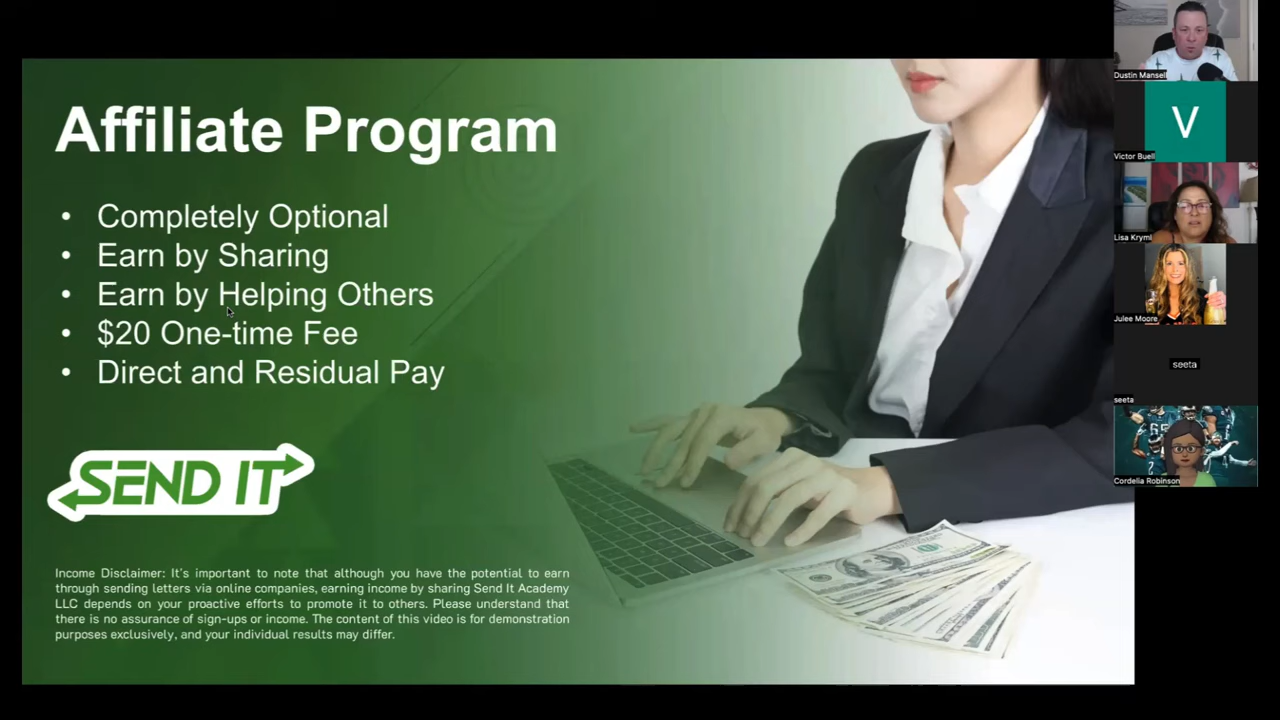 Affiliate Program
• Completely Optional
• Earn by Sharing
• Earn by Helping Others
• $20 One-time Fee
• Direct and Residual Pay
SEND IT
Income Disclaimer: It's important to note that although you have the potential to earn
through sending letters via online companies, earning income by sharing Send It Academy
LLC depends on your proactive efforts to promote it to others. Please understand that
there is no assurance of sign-ups or income. The content of this video is for demonstration
purposes exclusively, and your individual results may differ.
Dustin Mansell
V
Victor Buell
Lisa Kryml
Julee Moore
seeta
seeta
Cordelia Robinson